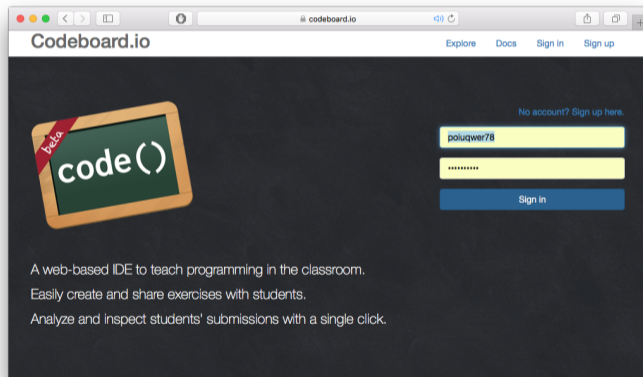 codeboard.io
Codeboard.io
Explore Docs Sign in Sign up
No account? Sign up here.
beta
code()
poiuqwer78
••••••••••
Sign in
A web-based IDE to teach programming in the classroom.
Easily create and share exercises with students.
Analyze and inspect students' submissions with a single click.